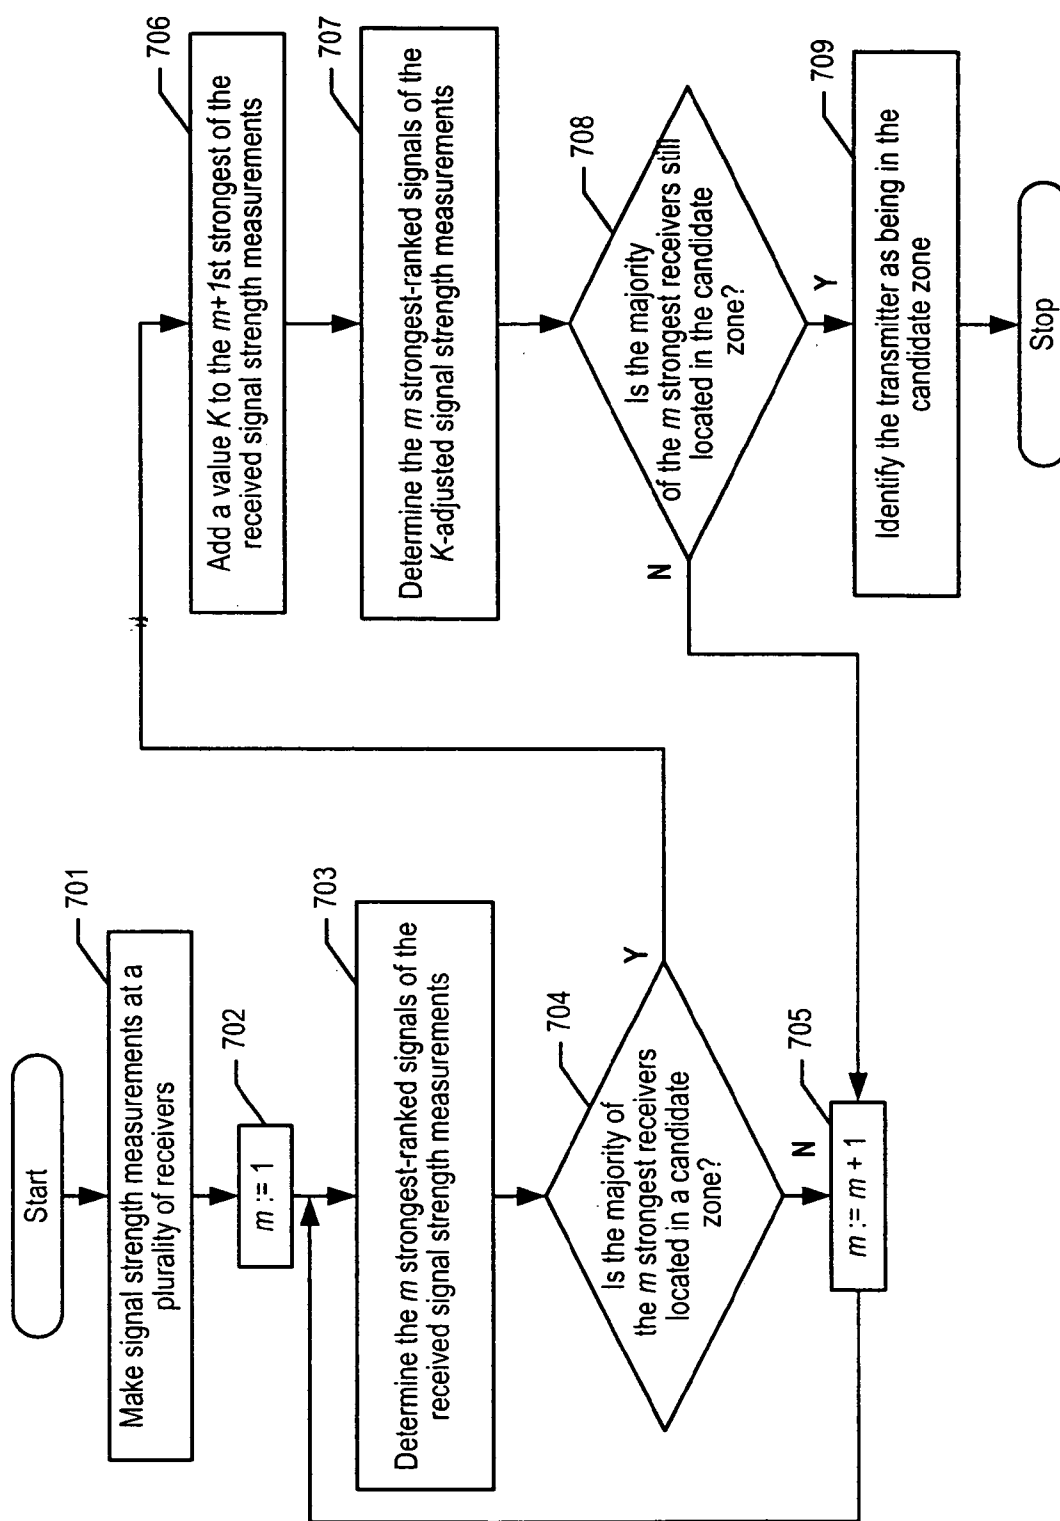 Start
701
Make signal strength measurements at a
plurality of receivers
702
m := 1
703
Determine the m strongest-ranked signals of the
received signal strength measurements
704
Is the majority of
the m strongest receivers
located in a candidate
zone?
Y
N
705
m := m + 1
706
Add a value K to the m+1st strongest of the
received signal strength measurements
707
Determine the m strongest-ranked signals of the
K-adjusted signal strength measurements
708
Is the majority
of the m strongest receivers still
located in the candidate
zone?
N
Y
709
Identify the transmitter as being in the
candidate zone
Stop